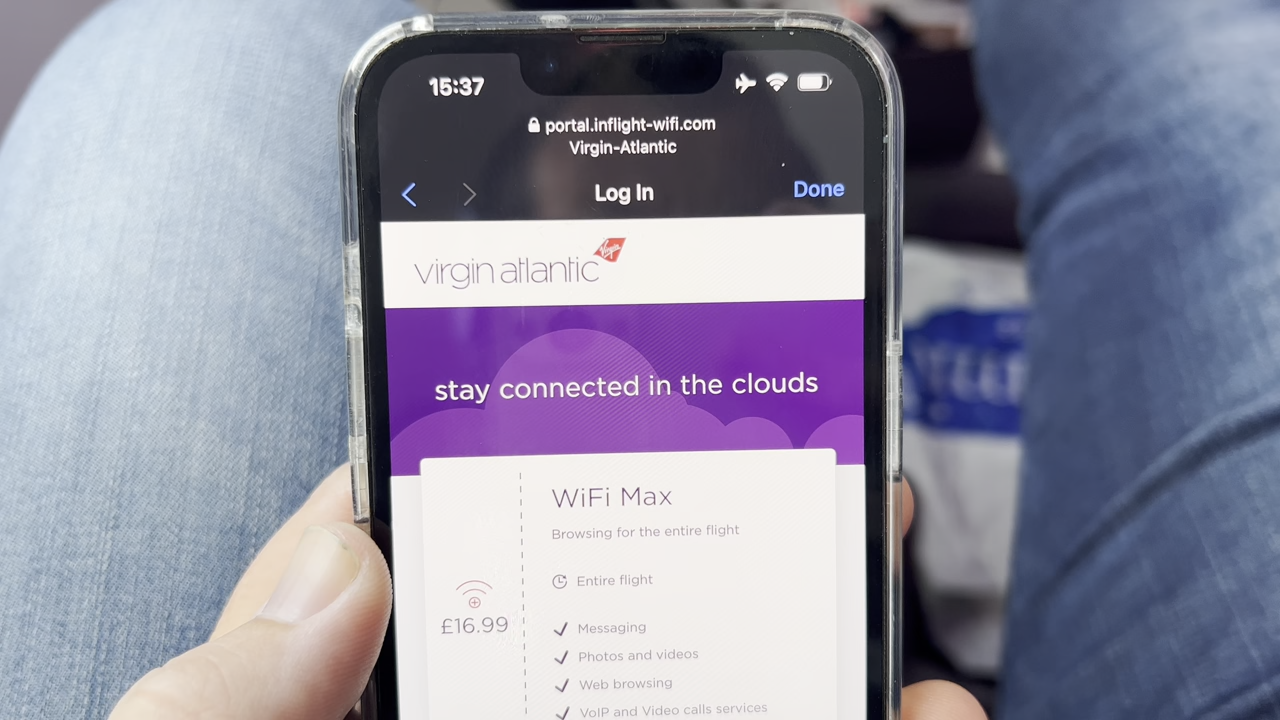 15:37
portal.inflight-wifi.com
Virgin-Atlantic
Log In
Done
virgin atlantic
Virgin
stay connected in the clouds
WiFi Max
Browsing for the entire flight
Entire flight
£16.99
Messaging
Photos and videos
Web browsing
VoIP and Video calls services